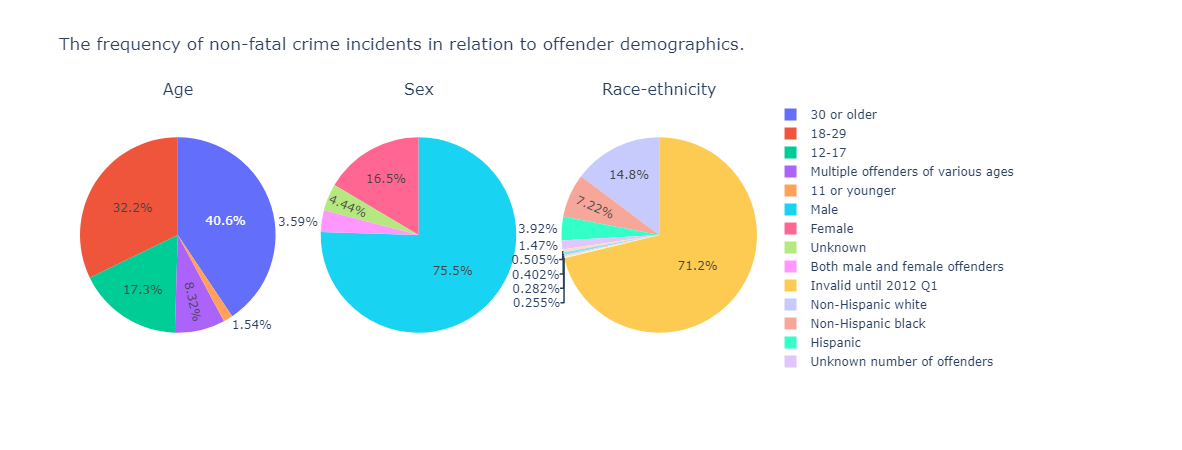 The frequency of non-fatal crime incidents in relation to offender demographics.
Age
Sex
Race-ethnicity
40.6%
32.2%
17.3%
8.32%
1.54%
75.5%
16.5%
4.44%
3.59%
71.2%
14.8%
7.22%
3.92%
1.47%
0.505%
0.402%
0.282%
0.255%
30 or older
18-29
12-17
Multiple offenders of various ages
11 or younger
Male
Female
Unknown
Both male and female offenders
Invalid until 2012 Q1
Non-Hispanic white
Non-Hispanic black
Hispanic
Unknown number of offenders